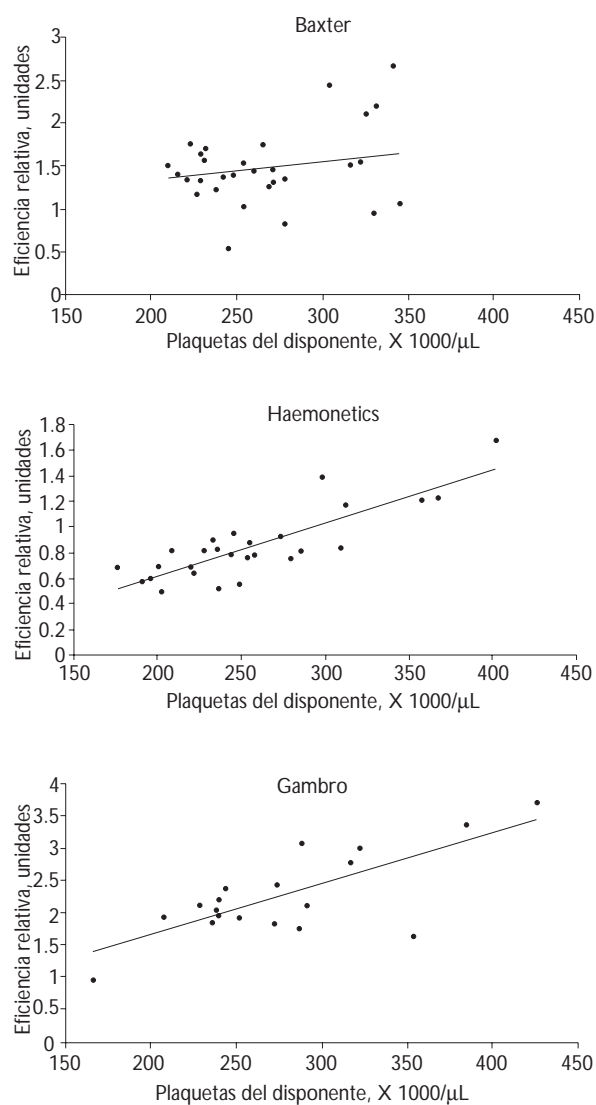 Baxter
Eficiencia relativa, unidades
3
2.5
2
1.5
1
0.5
0
150 200 250 300 350 400 450
Plaquetas del disponente, X 1000/µL
Haemonetics
Eficiencia relativa, unidades
1.8
1.4
1.2
1
0.8
0.6
0.4
0.2
0
150 200 250 300 350 400 450
Plaquetas del disponente, X 1000/µL
Gambro
Eficiencia relativa, unidades
4
3.5
3
2.5
2
1.5
1
0.5
0
150 200 250 300 350 400 450
Plaquetas del disponente, X 1000/µL